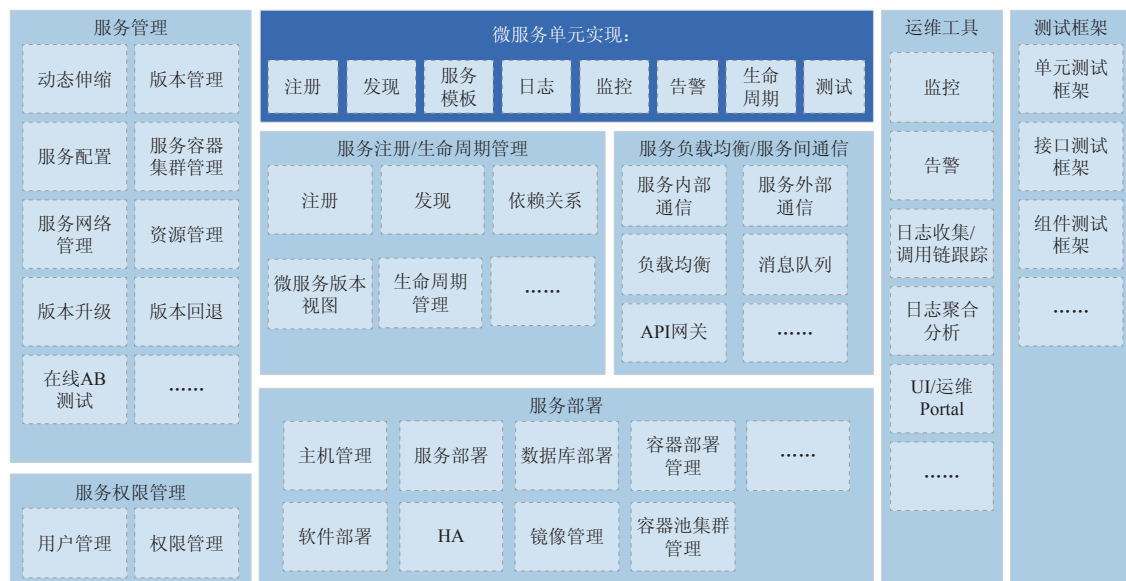 服务管理
动态伸缩
版本管理
服务配置
服务容器
集群管理
服务网络
管理
资源管理
版本升级
版本回退
在线AB
测试
……
服务权限管理
用户管理
权限管理
微服务单元实现：
注册
发现
服务
模板
日志
监控
告警
生命
周期
测试
服务注册/生命周期管理
注册
发现
依赖关系
微服务版本
视图
生命周期
管理
……
服务负载均衡/服务间通信
服务内部
通信
服务外部
通信
负载均衡
消息队列
API网关
……
服务部署
主机管理
服务部署
数据库部署
容器部署
管理
……
软件部署
HA
镜像管理
容器池集群
管理
运维工具
监控
告警
日志收集/
调用链跟踪
日志聚合
分析
UI/运维
Portal
……
测试框架
单元测试
框架
接口测试
框架
组件测试
框架
……